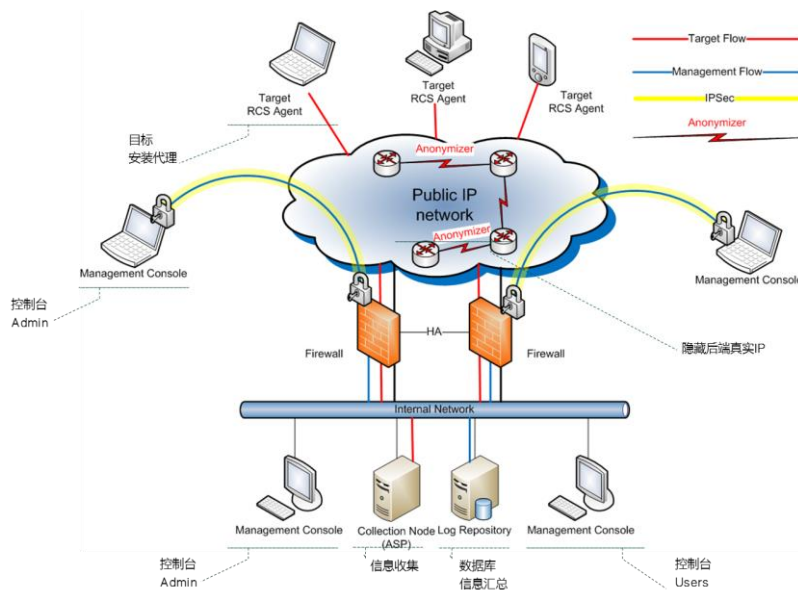 Target Flow
Management Flow
IPSec
Anonymizer
Target
RCS Agent
Target
RCS Agent
Target
RCS Agent
目标
安装代理
Anonymizer
Public IP
network
Anonymizer
Management Console
Management Console
控制台
Admin
HA
Firewall
Firewall
隐藏后端真实IP
Internal Network
Management Console
Collection Node
(ASP)
Log Repository
Management Console
控制台
Admin
信息收集
数据库
信息汇总
控制台
Users